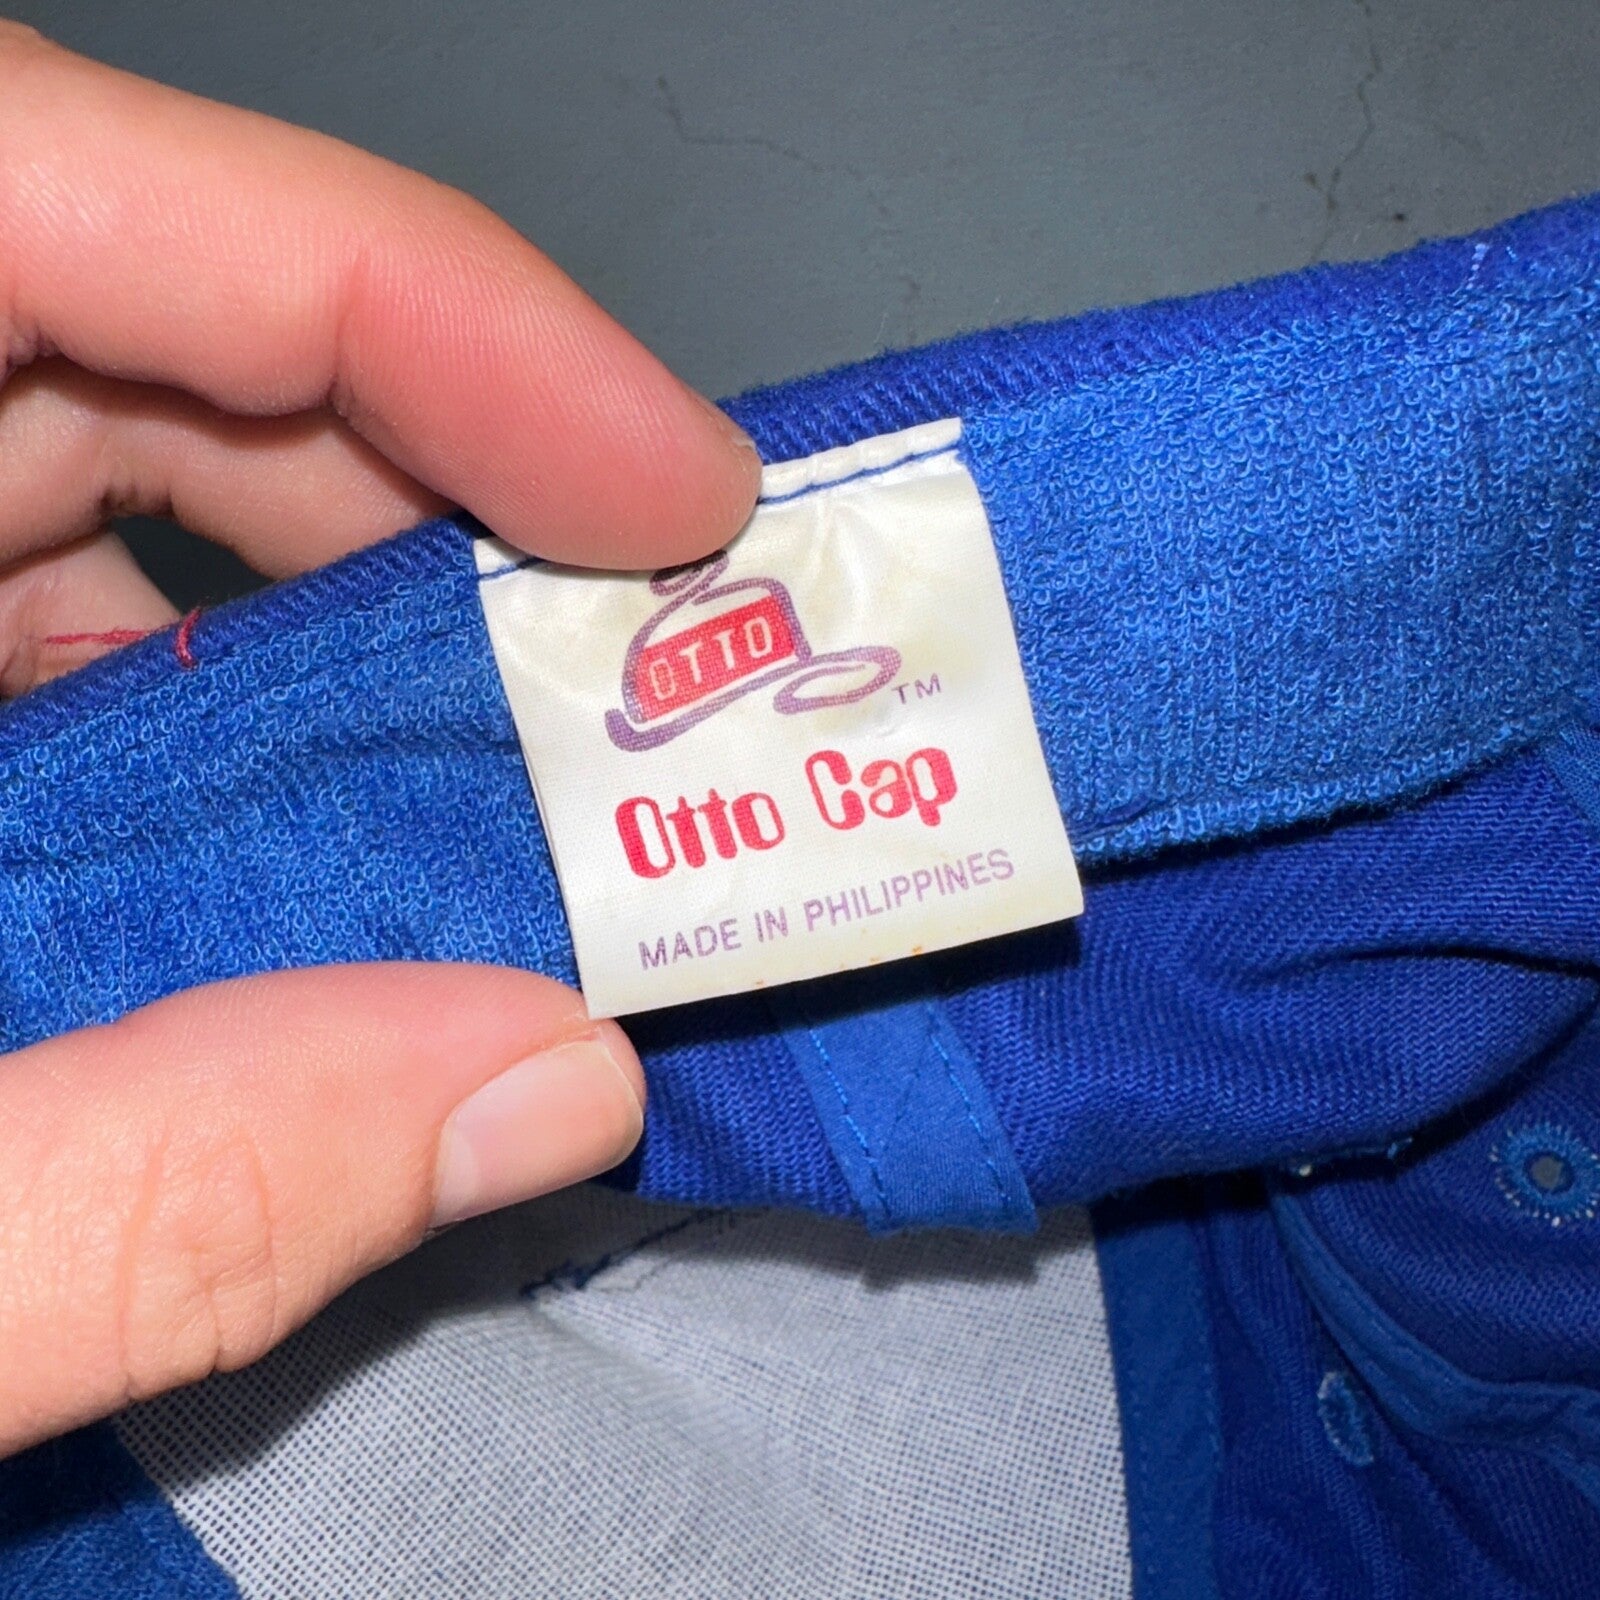 OTTO
TM
Otto Cap
MADE IN PHILIPPINES